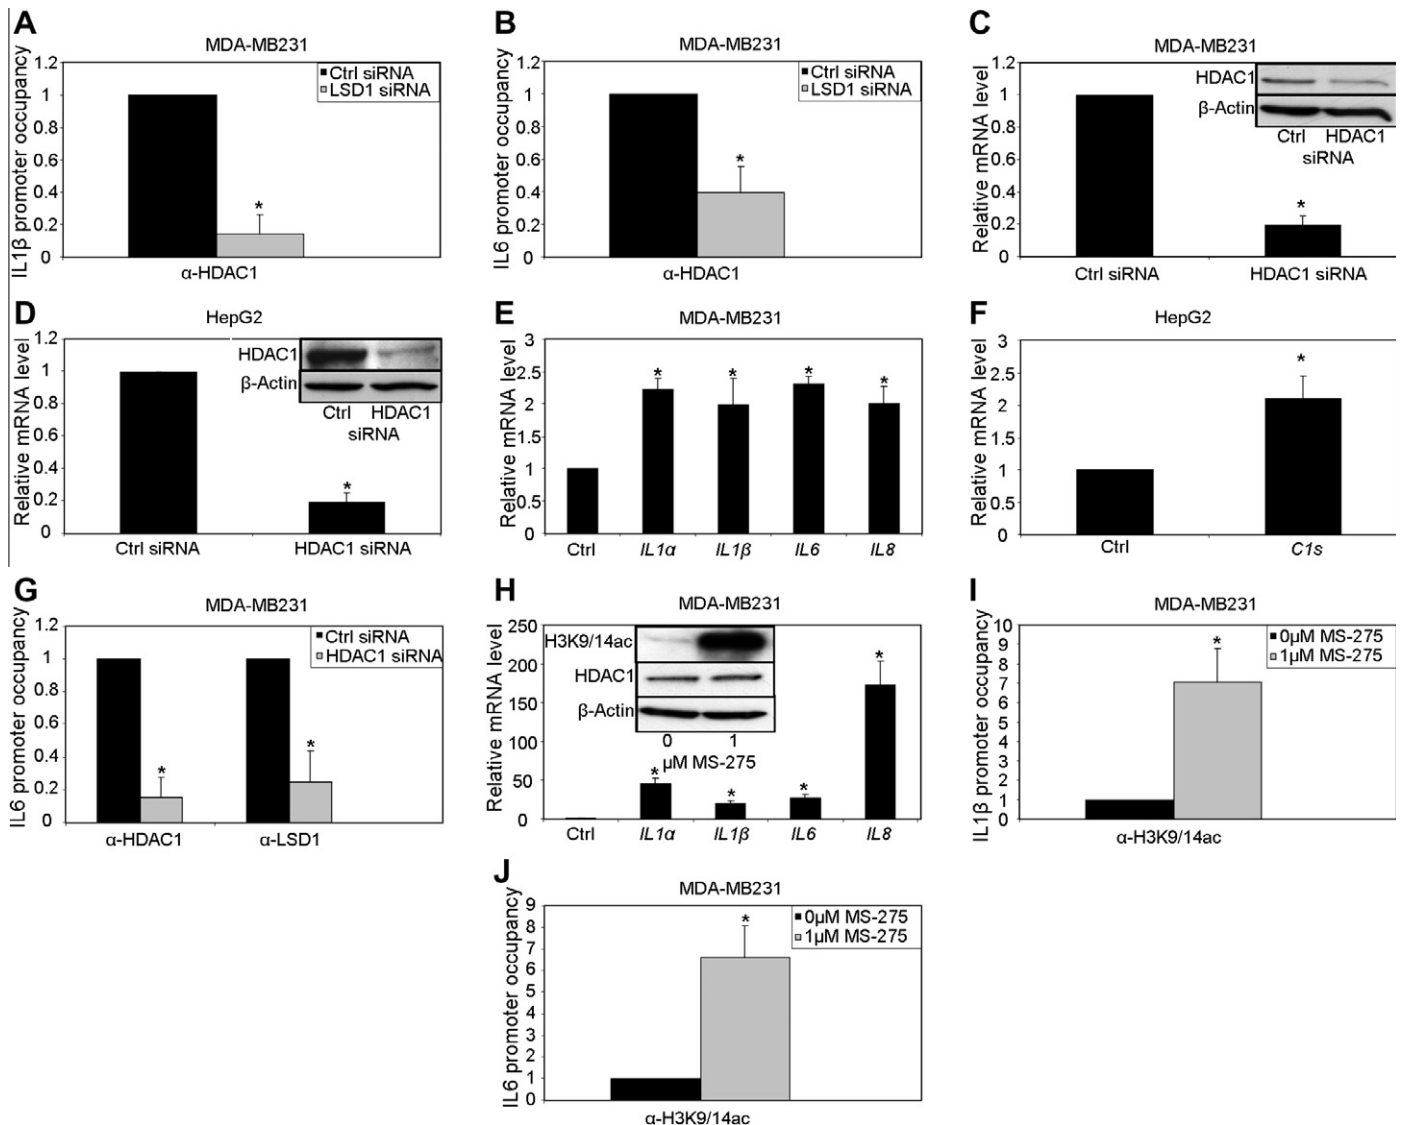 A
MDA-MB231
IL1β promoter occupancy
1.2
1
0.8
0.6
0.4
0.2
0
Ctrl siRNA
LSD1 siRNA
*
α-HDAC1
B
MDA-MB231
IL6 promoter occupancy
1.2
1
0.8
0.6
0.4
0.2
0
Ctrl siRNA
LSD1 siRNA
*
α-HDAC1
C
MDA-MB231
Relative mRNA level
1.2
1
0.8
0.6
0.4
0.2
0
HDAC1
β-Actin
Ctrl HDAC1
siRNA
*
Ctrl siRNA HDAC1 siRNA
D
HepG2
Relative mRNA level
1.2
1
0.8
0.6
0.4
0.2
0
HDAC1
β-Actin
Ctrl HDAC1
siRNA
*
Ctrl siRNA HDAC1 siRNA
E
MDA-MB231
Relative mRNA level
3
2.5
2
1.5
1
0.5
0
* * * *
Ctrl IL1α IL1β IL6 IL8
F
HepG2
Relative mRNA level
3
2.5
2
1.5
1
0.5
0
*
Ctrl C1s
G
MDA-MB231
IL6 promoter occupancy
1.2
1
0.8
0.6
0.4
0.2
0
Ctrl siRNA
HDAC1 siRNA
* *
α-HDAC1 α-LSD1
H
MDA-MB231
Relative mRNA level
250
200
150
100
50
0
H3K9/14ac
HDAC1
β-Actin
0 1
µM MS-275
* * * *
Ctrl IL1α IL1β IL6 IL8
I
MDA-MB231
IL1β promoter occupancy
10
9
8
7
6
5
4
3
2
1
0
0µM MS-275
1µM MS-275
*
α-H3K9/14ac
J
MDA-MB231
IL6 promoter occupancy
9
8
7
6
5
4
3
2
1
0
0µM MS-275
1µM MS-275
*
α-H3K9/14ac